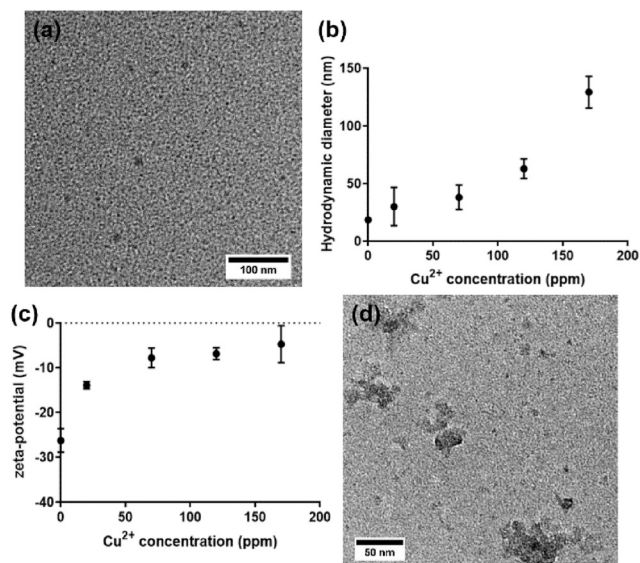 (a)
100 nm
(b)
Hydrodynamic diameter (nm)
150
100
50
0
0 50 100 150 200
Cu²⁺ concentration (ppm)
(c)
zeta-potential (mV)
0
-10
-20
-30
-40
0 50 100 150 200
Cu²⁺ concentration (ppm)
(d)
50 nm